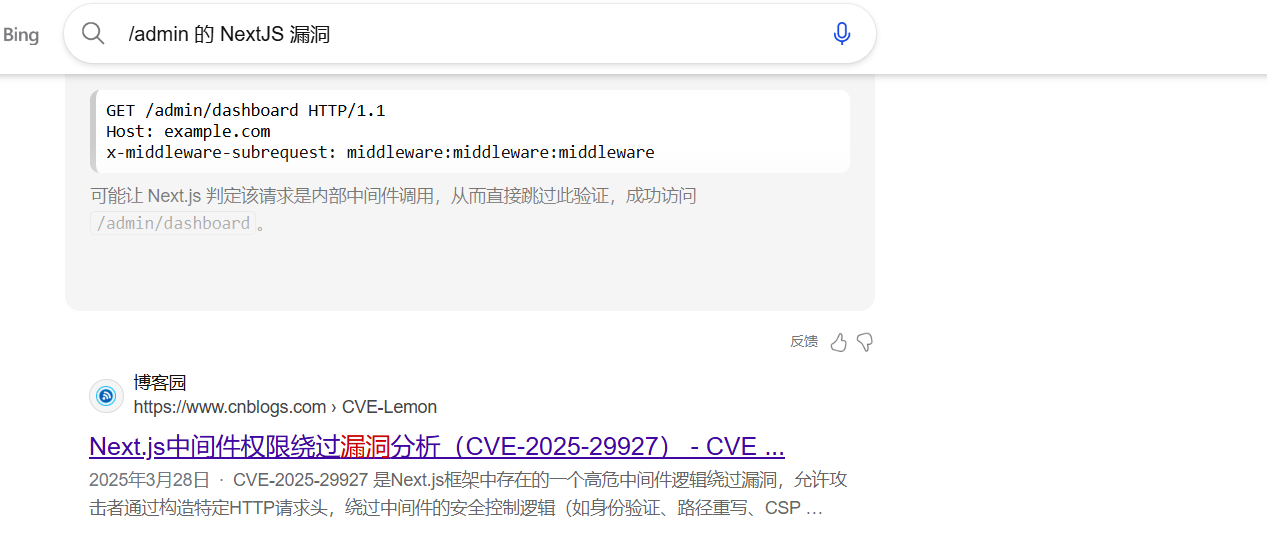 Bing
/admin 的 NextJS 漏洞
GET /admin/dashboard HTTP/1.1
Host: example.com
x-middleware-subrequest: middleware:middleware:middleware
可能让 Next.js 判定该请求是内部中间件调用，从而直接跳过此验证，成功访问
/admin/dashboard。
反馈
博客园
https://www.cnblogs.com › CVE-Lemon
Next.js中间件权限绕过漏洞分析（CVE-2025-29927） - CVE ...
2025年3月28日 · CVE-2025-29927 是Next.js框架中存在的一个高危中间件逻辑绕过漏洞，允许攻
击者通过构造特定HTTP请求头，绕过中间件的安全控制逻辑（如身份验证、路径重写、CSP …